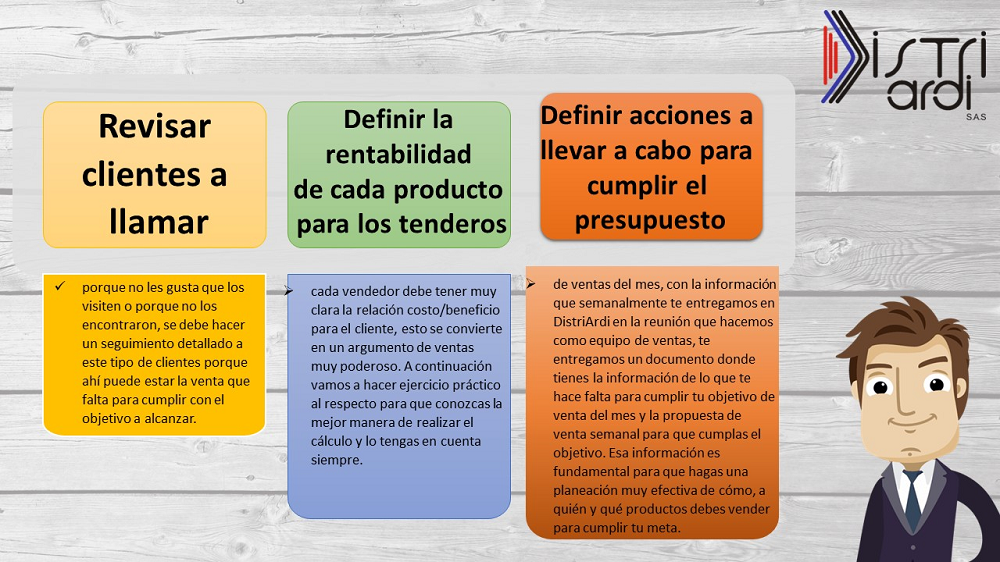 Distri
ardi
S.A.S
Revisar
clientes a
llamar
Definir la
rentabilidad
de cada producto
para los tenderos
Definir acciones a
llevar a cabo para
cumplir el
presupuesto
porque no les gusta que los
visiten o porque no los
encontraron, se debe hacer
un seguimiento detallado a
este tipo de clientes porque
ahí puede estar la venta que
falta para cumplir con el
objetivo a alcanzar.
cada vendedor debe tener muy
clara la relación costo/beneficio
para el cliente, esto se convierte
en un argumento de ventas
muy poderoso. A continuación
vamos a hacer ejercicio práctico
al respecto para que conozcas la
mejor manera de realizar el
cálculo y lo tengas en cuenta
siempre.
de ventas del mes, con la información
que semanalmente te entregamos en
DistriArdi en la reunión que hacemos
como equipo de ventas, te
entregamos un documento donde
tienes la información de lo que te
hace falta para cumplir tu objetivo de
venta del mes y la propuesta de
venta semanal para que cumplas el
objetivo. Esa información es
fundamental para que hagas una
planeación muy efectiva de cómo, a
quién y qué productos debes vender
para cumplir tu meta.